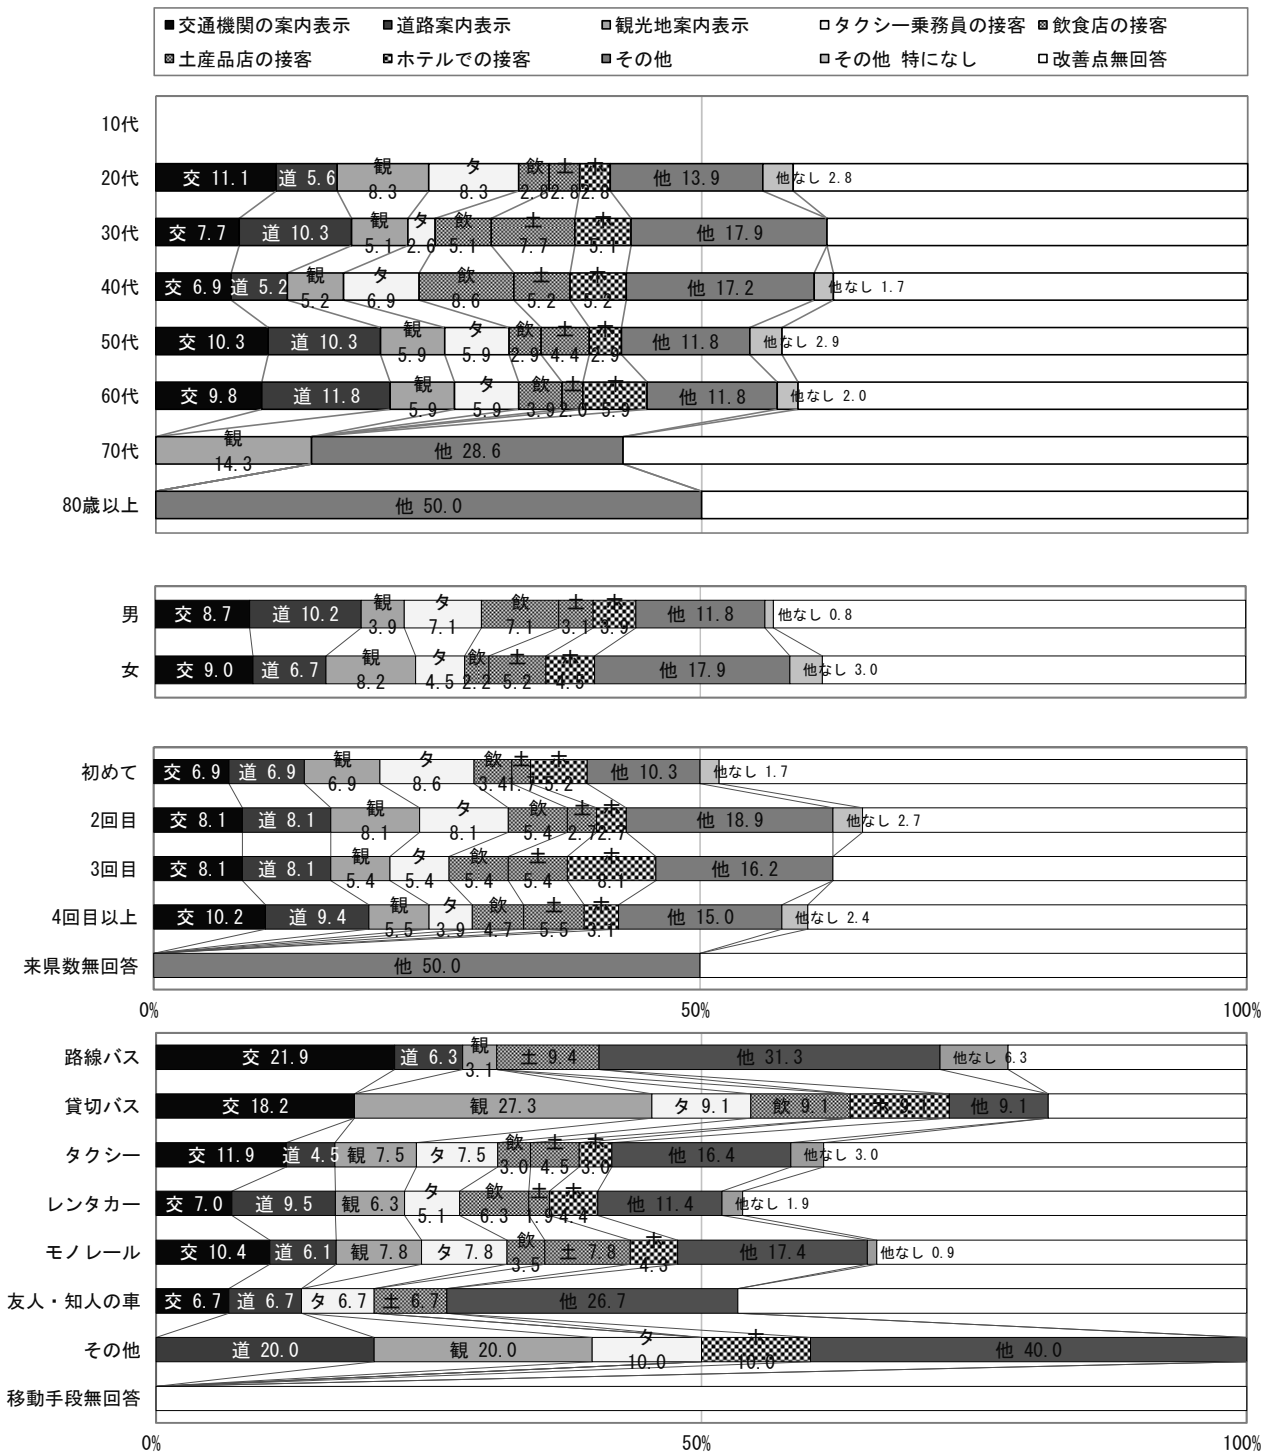 交通機関の案内表示 道路案内表示 観光地案内表示 タクシー乗務員の接客 飲食店の接客
土産品店の接客 ホテルでの接客 その他 その他 特になし 改善点無回答
10代
20代 交 11.1 道 5.6 観 8.3 タ 8.3 飲 2.8 土 2.8 ホ 2.8 他 13.9 他なし 2.8
30代 交 7.7 道 10.3 観 5.1 タ 2.6 飲 5.1 土 7.7 ホ 5.1 他 17.9
40代 交 6.9 道 5.2 観 5.2 タ 6.9 飲 8.6 土 5.2 ホ 5.2 他 17.2 他なし 1.7
50代 交 10.3 道 10.3 観 5.9 タ 5.9 飲 2.9 土 4.4 ホ 2.9 他 11.8 他なし 2.9
60代 交 9.8 道 11.8 観 5.9 タ 5.9 飲 3.9 土 2.0 ホ 5.9 他 11.8 他なし 2.0
70代 観 14.3 他 28.6
80歳以上 他 50.0
男 交 8.7 道 10.2 観 3.9 タ 7.1 飲 7.1 土 3.1 ホ 3.9 他 11.8 他なし 0.8
女 交 9.0 道 6.7 観 8.2 タ 4.5 飲 2.2 土 5.2 ホ 4.5 他 17.9 他なし 3.0
初めて 交 6.9 道 6.9 観 6.9 タ 8.6 飲 3.4 土 1.7 ホ 5.2 他 10.3 他なし 1.7
2回目 交 8.1 道 8.1 観 8.1 タ 8.1 飲 5.4 土 2.7 ホ 2.7 他 18.9 他なし 2.7
3回目 交 8.1 道 8.1 観 5.4 タ 5.4 飲 5.4 土 5.4 ホ 8.1 他 16.2
4回目以上 交 10.2 道 9.4 観 5.5 タ 3.9 飲 4.7 土 5.5 ホ 3.1 他 15.0 他なし 2.4
来県数無回答 他 50.0
0% 50% 100%
路線バス 交 21.9 道 6.3 観 3.1 土 9.4 他 31.3 他なし 6.3
貸切バス 交 18.2 観 27.3 タ 9.1 飲 9.1 ホ 9. 他 9.1
タクシー 交 11.9 道 4.5 観 7.5 タ 7.5 飲 3.0 土 4.5 ホ 3.0 他 16.4 他なし 3.0
レンタカー 交 7.0 道 9.5 観 6.3 タ 5.1 飲 6.3 土 1.9 ホ 4.4 他 11.4 他なし 1.9
モノレール 交 10.4 道 6.1 観 7.8 タ 7.8 飲 3.5 土 7.8 ホ 4.3 他 17.4 他なし 0.9
友人・知人の車 交 6.7 道 6.7 タ 6.7 土 6.7 他 26.7
その他 道 20.0 観 20.0 タ 10.0 ホ 10.0 他 40.0
移動手段無回答
0% 50% 100%